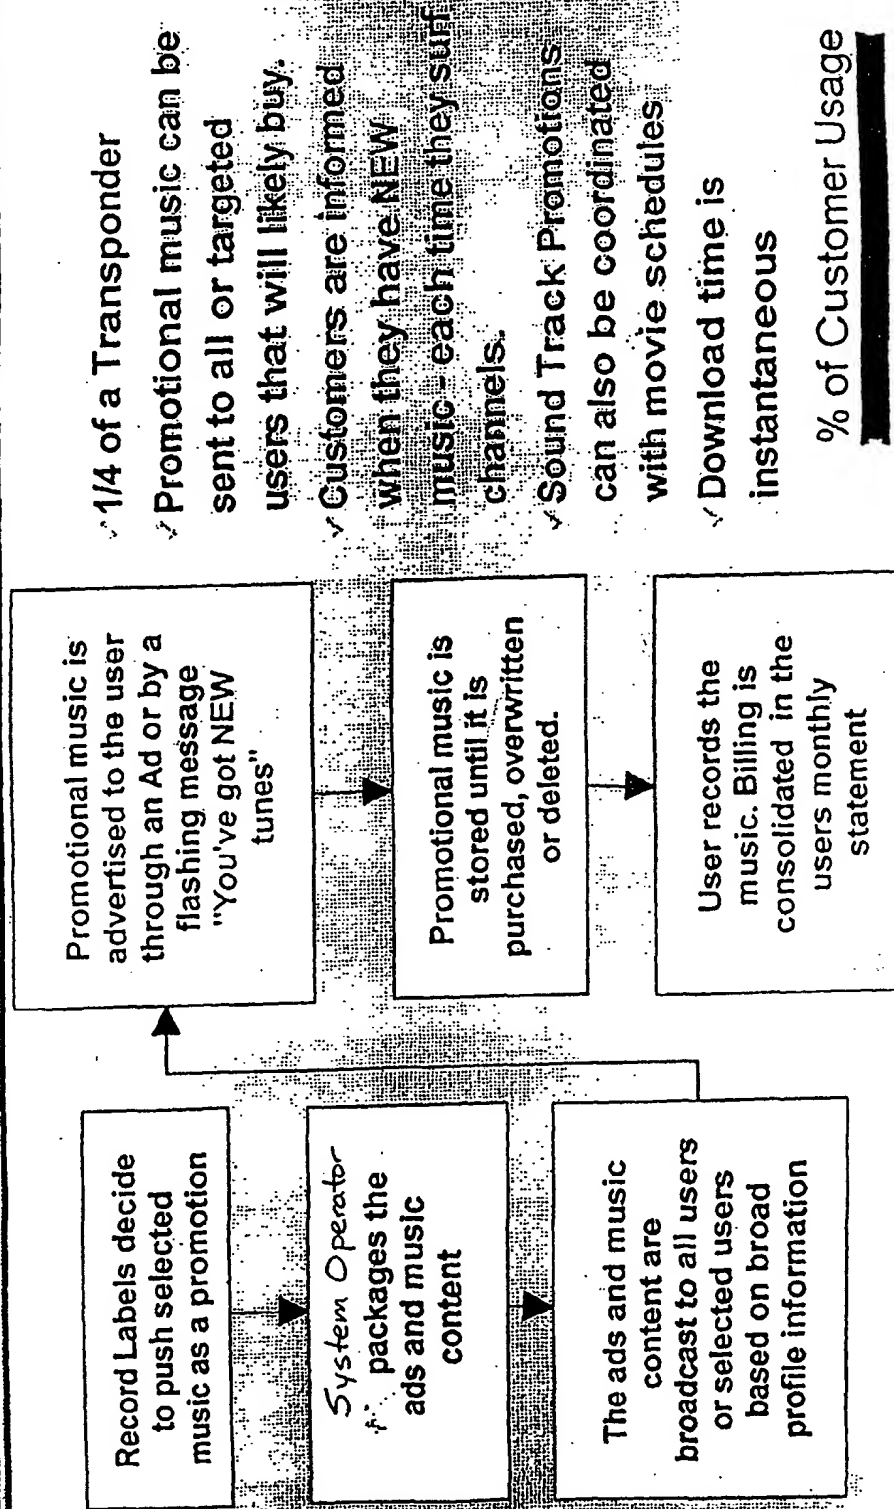 Record Labels decide
to push selected
music as a promotion
System Operator
packages the
ads and music
content
The ads and music
content are
broadcast to all users
or selected users
based on broad
profile information
Promotional music is
advertised to the user
through an Ad or by a
flashing message
"You've got NEW
tunes"
Promotional music is
stored until it is
purchased, overwritten
or deleted.
User records the
music. Billing is
consolidated in the
users monthly
statement
✓ 1/4 of a Transponder
✓ Promotional music can be
sent to all or targeted
users that will likely buy.
✓ Customers are informed
when they have NEW
music - each time they surf
channels.
✓ Sound Track Promotions
can also be coordinated
with movie schedules
✓ Download time is
instantaneous
% of Customer Usage